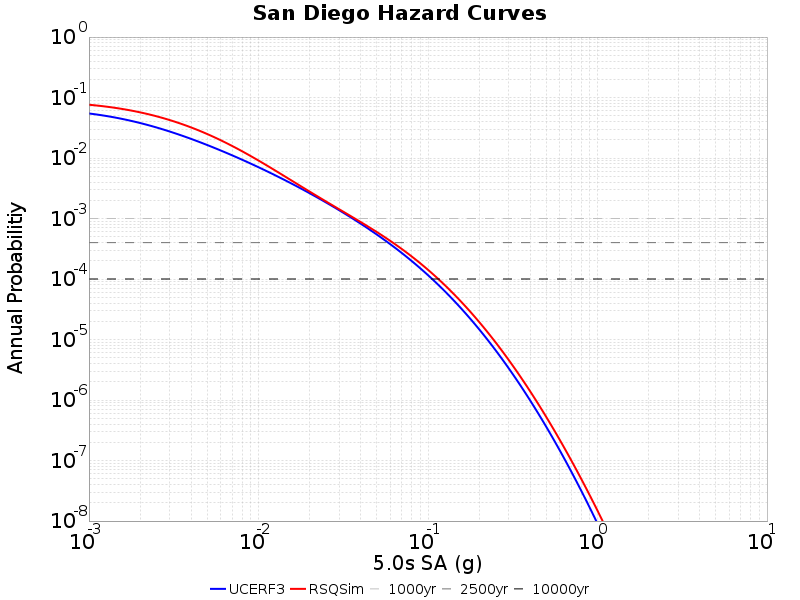 San Diego Hazard Curves
Annual Probabilitiy
10^0
10^-1
10^-2
10^-3
10^-4
10^-5
10^-6
10^-7
10^-8
10^-3 10^-2 10^-1 10^0 10^1
5.0s SA (g)
UCERF3 RSQSim 1000yr 2500yr 10000yr